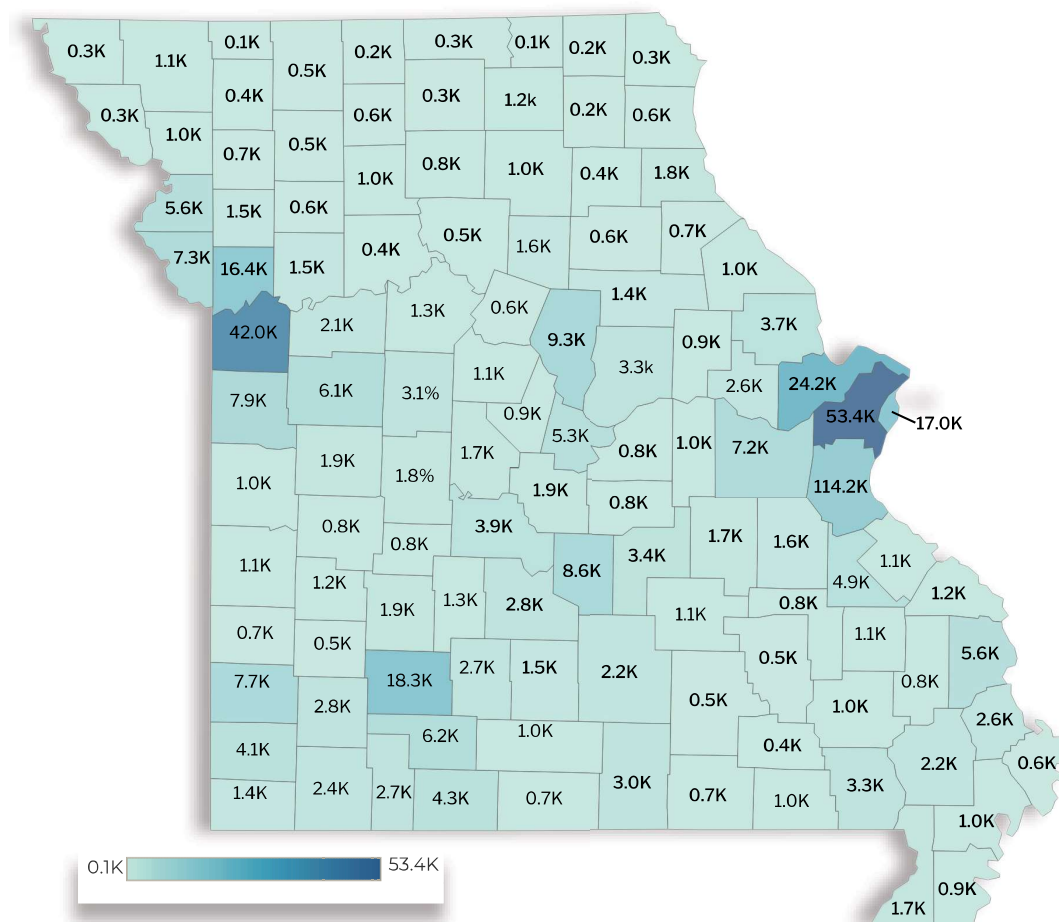 0.3K
1.1K
0.1K
0.5K
0.2K
0.3K
0.1K
0.2K
0.3K
0.3K
1.0K
0.4K
0.6K
0.3K
1.2k
0.2K
0.6K
0.7K
0.5K
1.0K
0.8K
1.0K
0.4K
1.8K
5.6K
1.5K
0.6K
0.4K
0.5K
1.6K
0.6K
0.7K
7.3K
16.4K
1.5K
1.0K
42.0K
2.1K
1.3K
0.6K
9.3K
1.4K
3.7K
0.9K
3.3k
7.9K
6.1K
3.1%
1.1K
0.9K
5.3K
2.6K
24.2K
53.4K
17.0K
1.0K
1.9K
1.8%
1.7K
1.9K
0.8K
1.0K
7.2K
114.2K
0.8K
0.8K
0.8K
3.9K
8.6K
3.4K
1.7K
1.6K
4.9K
1.1K
1.1K
1.2K
1.9K
1.3K
2.8K
1.1K
0.8K
1.1K
1.2K
0.7K
0.5K
18.3K
2.7K
1.5K
2.2K
0.5K
0.5K
0.8K
5.6K
7.7K
2.8K
6.2K
1.0K
1.0K
2.6K
4.1K
0.4K
2.2K
0.6K
1.4K
2.4K
2.7K
4.3K
0.7K
3.0K
0.7K
1.0K
3.3K
1.0K
0.9K
1.7K
0.1K
53.4K